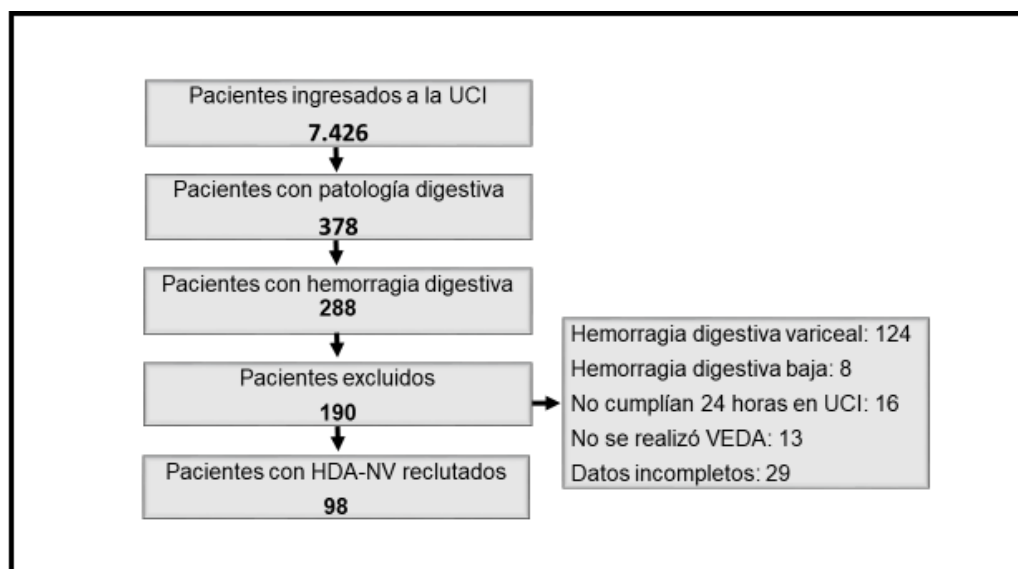 Pacientes ingresados a la UCI
7.426
Pacientes con patología digestiva
378
Pacientes con hemorragia digestiva
288
Pacientes excluidos
190
Hemorragia digestiva variceal: 124
Hemorragia digestiva baja: 8
No cumplían 24 horas en UCI: 16
No se realizó VEDA: 13
Datos incompletos: 29
Pacientes con HDA-NV reclutados
98